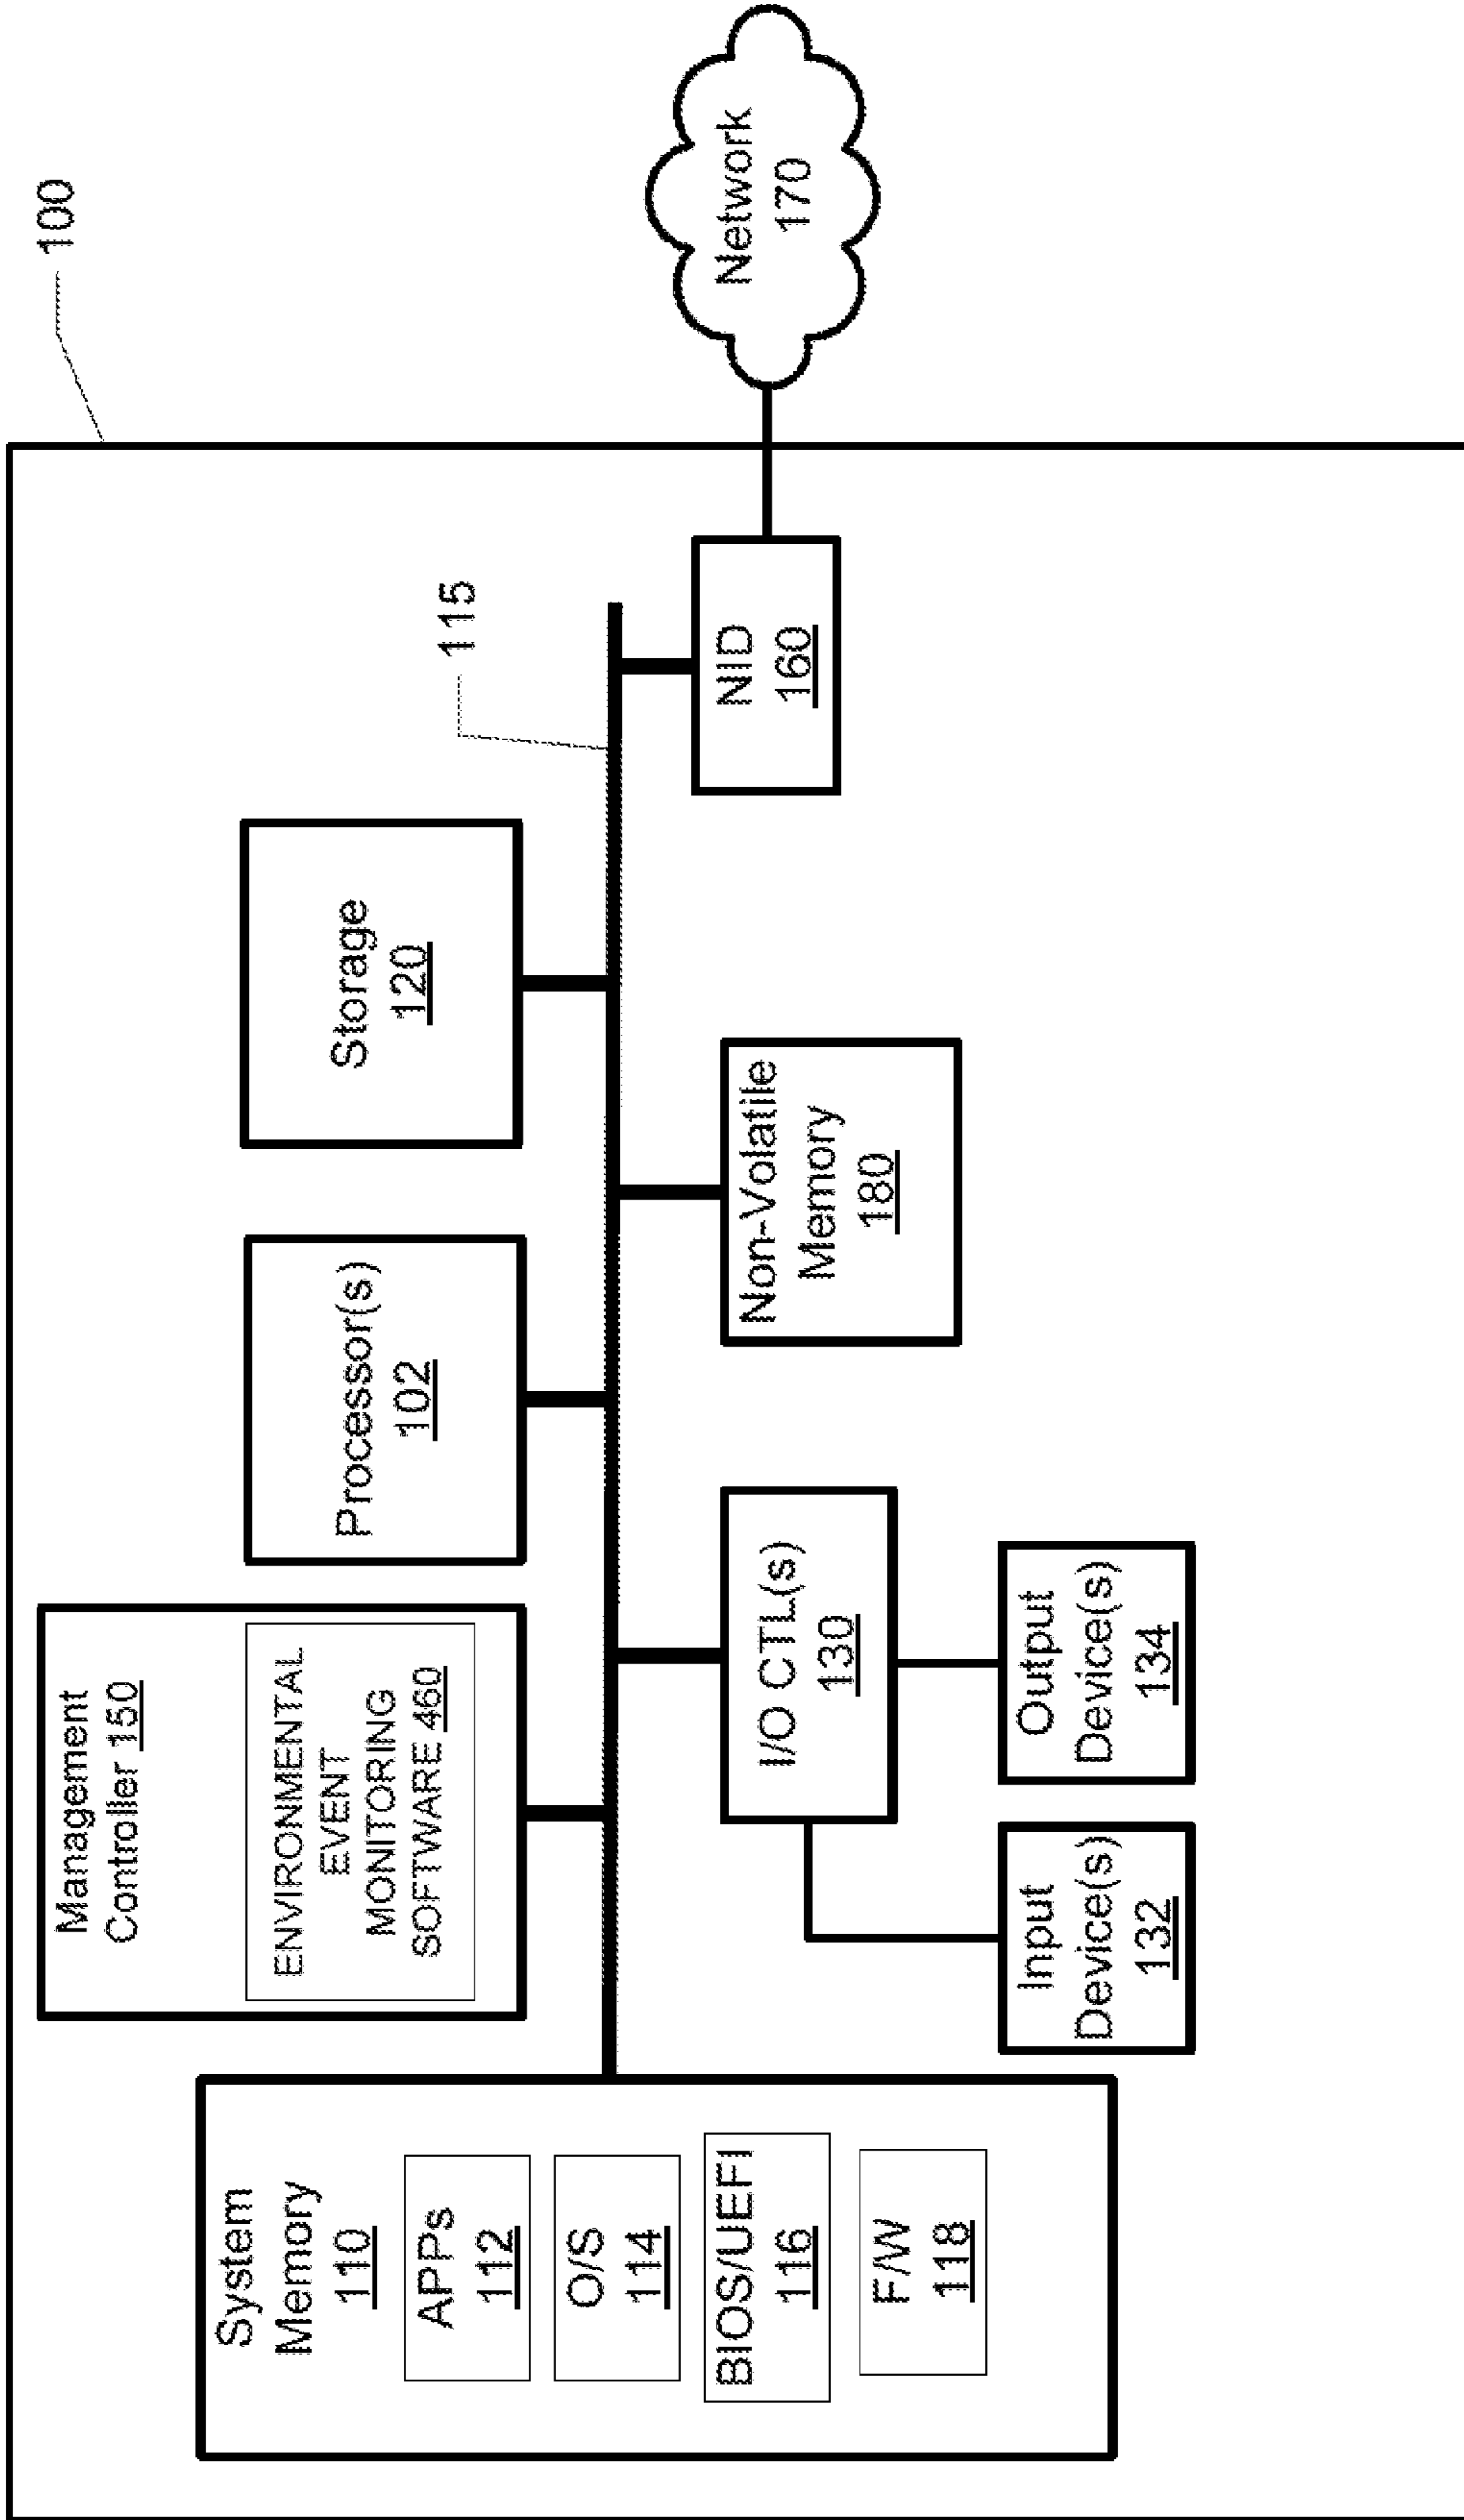 100
System
Memory
110
APPs
112
O/S
114
BIOS/UEFI
116
F/W
118
Management
Controller 150
ENVIRONMENTAL
EVENT
MONITORING
SOFTWARE 460
Processor(s)
102
Storage
120
115
I/O CTL(s)
130
Input
Device(s)
132
Output
Device(s)
134
Non-Volatile
Memory
180
NID
160
Network
170